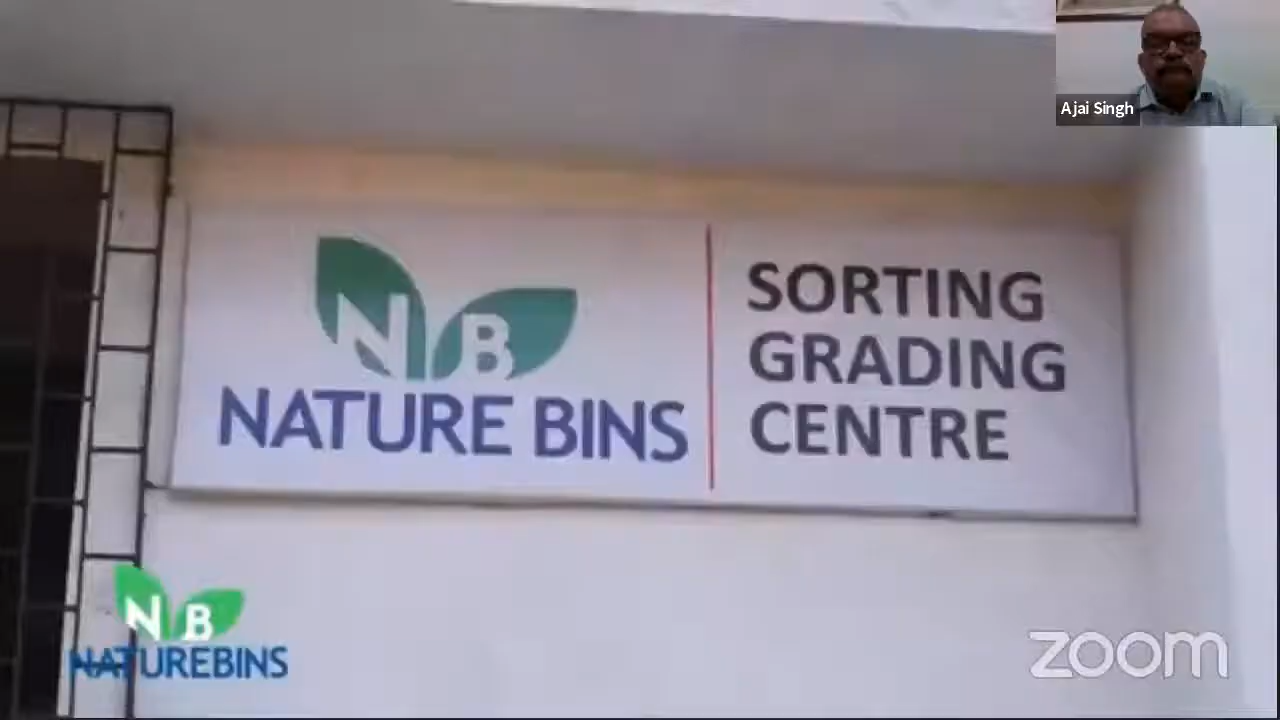 Ajai Singh
NB
NATURE BINS
SORTING
GRADING
CENTRE
NB
NATUREBINS
zoom